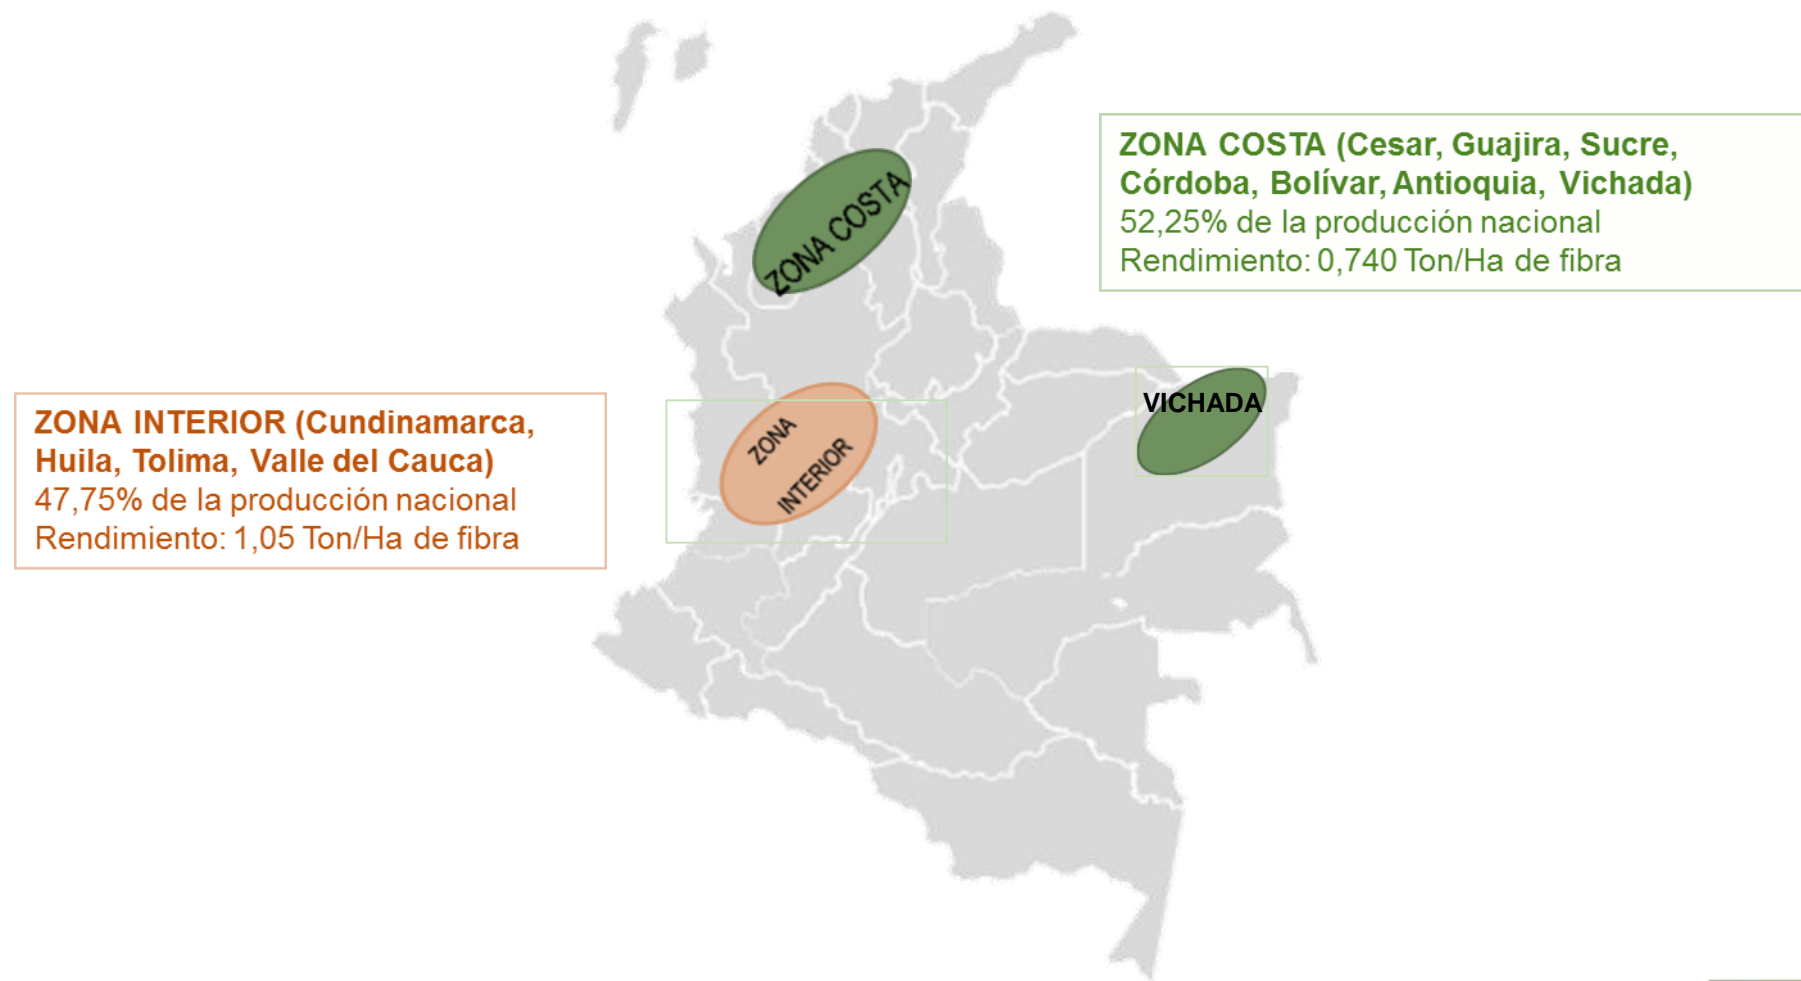 ZONA COSTA (Cesar, Guajira, Sucre,
Córdoba, Bolívar, Antioquia, Vichada)
52,25% de la producción nacional
Rendimiento: 0,740 Ton/Ha de fibra
ZONA COSTA
VICHADA
ZONA INTERIOR (Cundinamarca,
Huila, Tolima, Valle del Cauca)
47,75% de la producción nacional
Rendimiento: 1,05 Ton/Ha de fibra
ZONA
INTERIOR